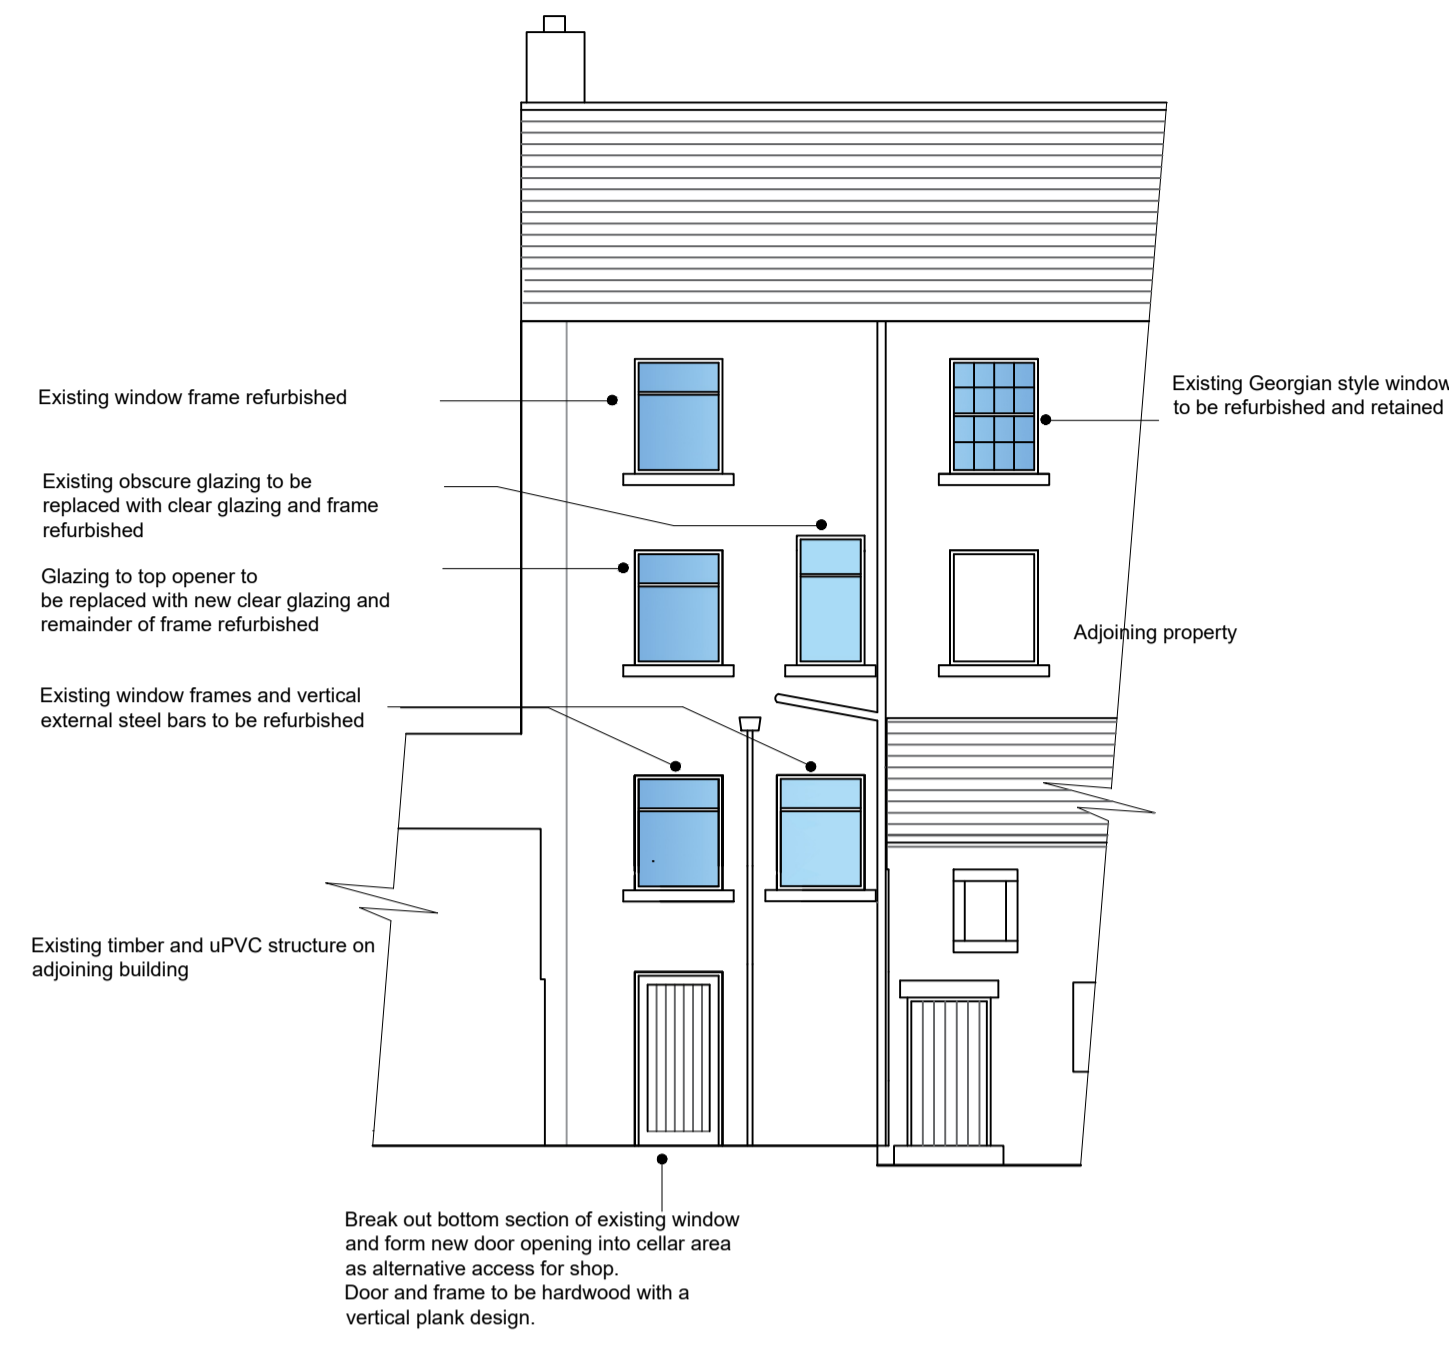 Existing window frame refurbished
Existing Georgian style window
to be refurbished and retained
Existing obscure glazing to be
replaced with clear glazing and frame
refurbished
Glazing to top opener to
be replaced with new clear glazing and
remainder of frame refurbished
Adjoining property
Existing window frames and vertical
external steel bars to be refurbished
Existing timber and uPVC structure on
adjoining building
Break out bottom section of existing window
and form new door opening into cellar area
as alternative access for shop.
Door and frame to be hardwood with a
vertical plank design.